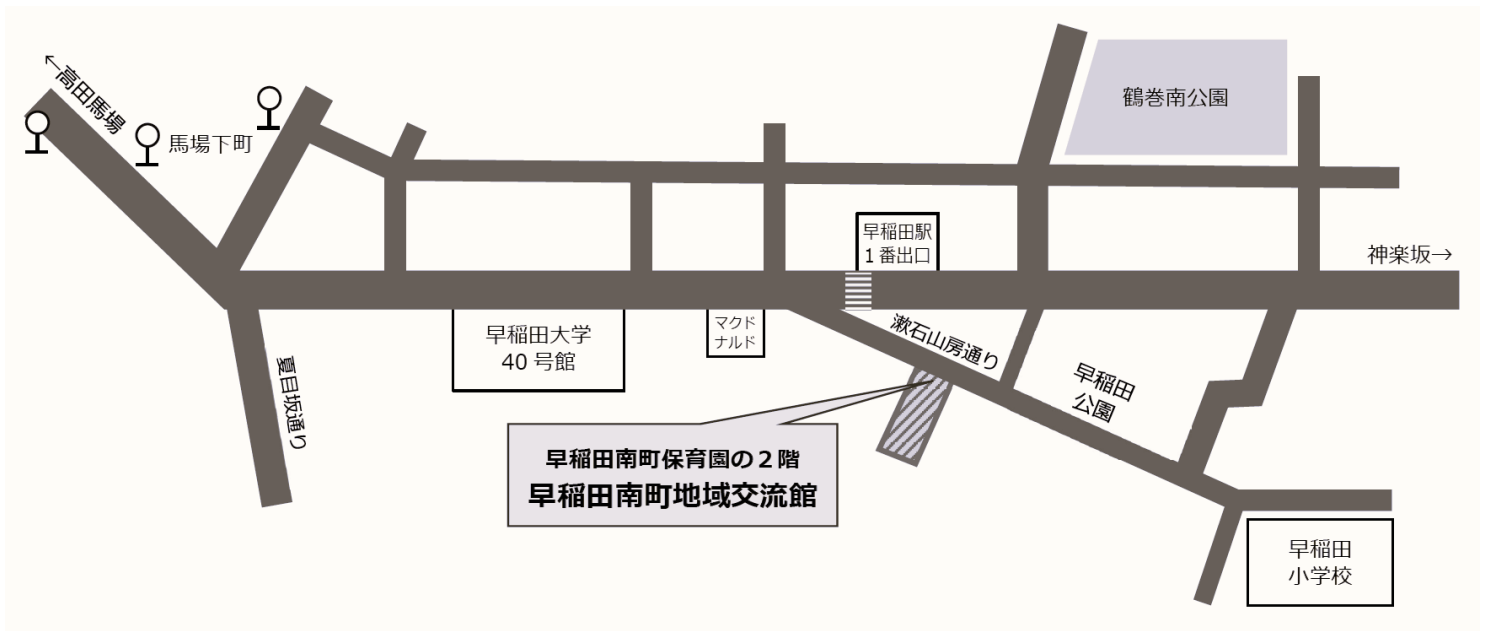 ←高田馬場
馬場下町
鶴巻南公園
早稲田駅
1番出口
神楽坂→
早稲田大学
40号館
マクド
ナルド
漱石山房通り
夏目坂通り
早稲田
公園
早稲田南町保育園の2階
早稲田南町地域交流館
早稲田
小学校